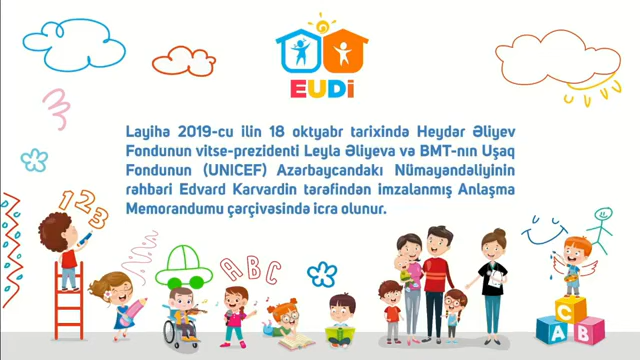 EUDi
Layihə 2019-cu ilin 18 oktyabr tarixində Heydər Əliyev
Fondunun vitse-prezidenti Leyla Əliyeva və BMT-nın Uşaq
Fondunun (UNICEF) Azərbaycandakı Nümayəndəliyinin
rəhbəri Edvard Karvardin tərəfindən imzalanmış Anlaşma
Memorandumu çərçivəsində icra olunur.
123
ABC
C
A B